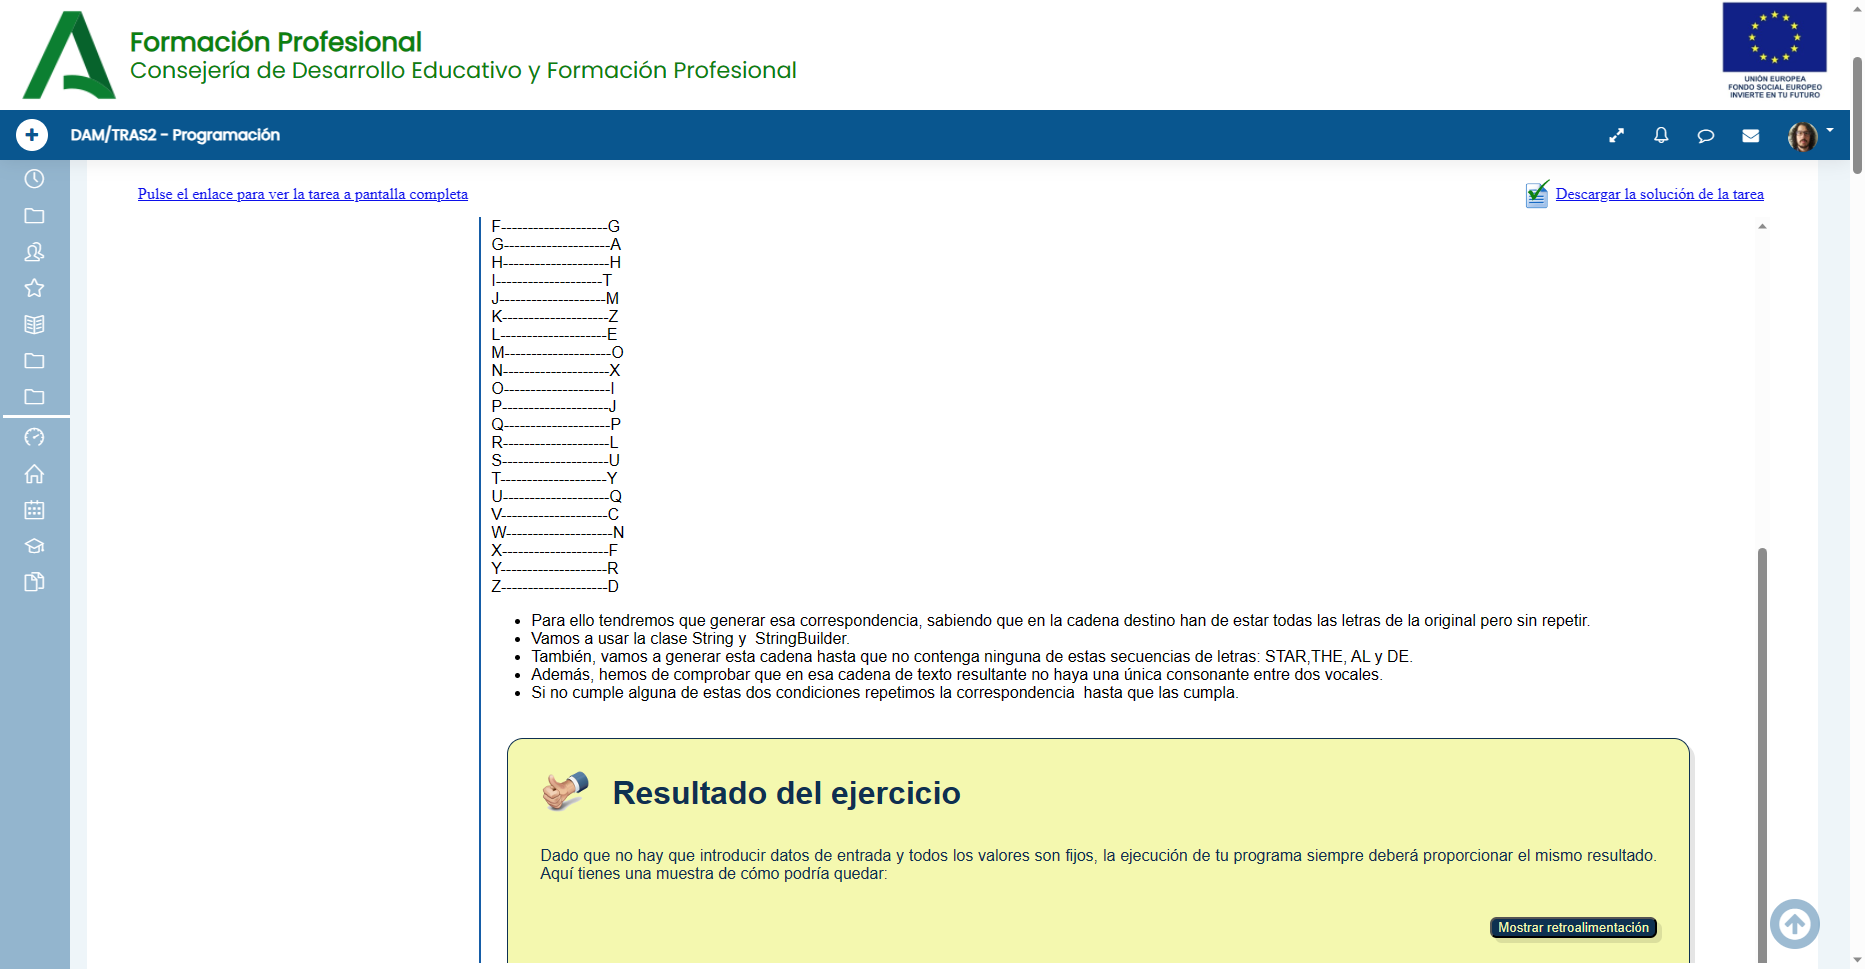 Formación Profesional
Consejería de Desarrollo Educativo y Formación Profesional
UNIÓN EUROPEA
FONDO SOCIAL EUROPEO
INVIERTE EN TU FUTURO
DAM/TRAS2 - Programación
Pulse el enlace para ver la tarea a pantalla completa
Descargar la solución de la tarea
F--------------------G
G--------------------A
H--------------------H
I--------------------T
J--------------------M
K--------------------Z
L--------------------E
M--------------------O
N--------------------X
O--------------------I
P--------------------J
Q--------------------P
R--------------------L
S--------------------U
T--------------------Y
U--------------------Q
V--------------------C
W--------------------N
X--------------------F
Y--------------------R
Z--------------------D
• Para ello tendremos que generar esa correspondencia, sabiendo que en la cadena destino han de estar todas las letras de la original pero sin repetir.
• Vamos a usar la clase String y  StringBuilder.
• También, vamos a generar esta cadena hasta que no contenga ninguna de estas secuencias de letras: STAR,THE, AL y DE.
• Además, hemos de comprobar que en esa cadena de texto resultante no haya una única consonante entre dos vocales.
• Si no cumple alguna de estas dos condiciones repetimos la correspondencia  hasta que las cumpla.
Resultado del ejercicio
Dado que no hay que introducir datos de entrada y todos los valores son fijos, la ejecución de tu programa siempre deberá proporcionar el mismo resultado.
Aquí tienes una muestra de cómo podría quedar:
Mostrar retroalimentación